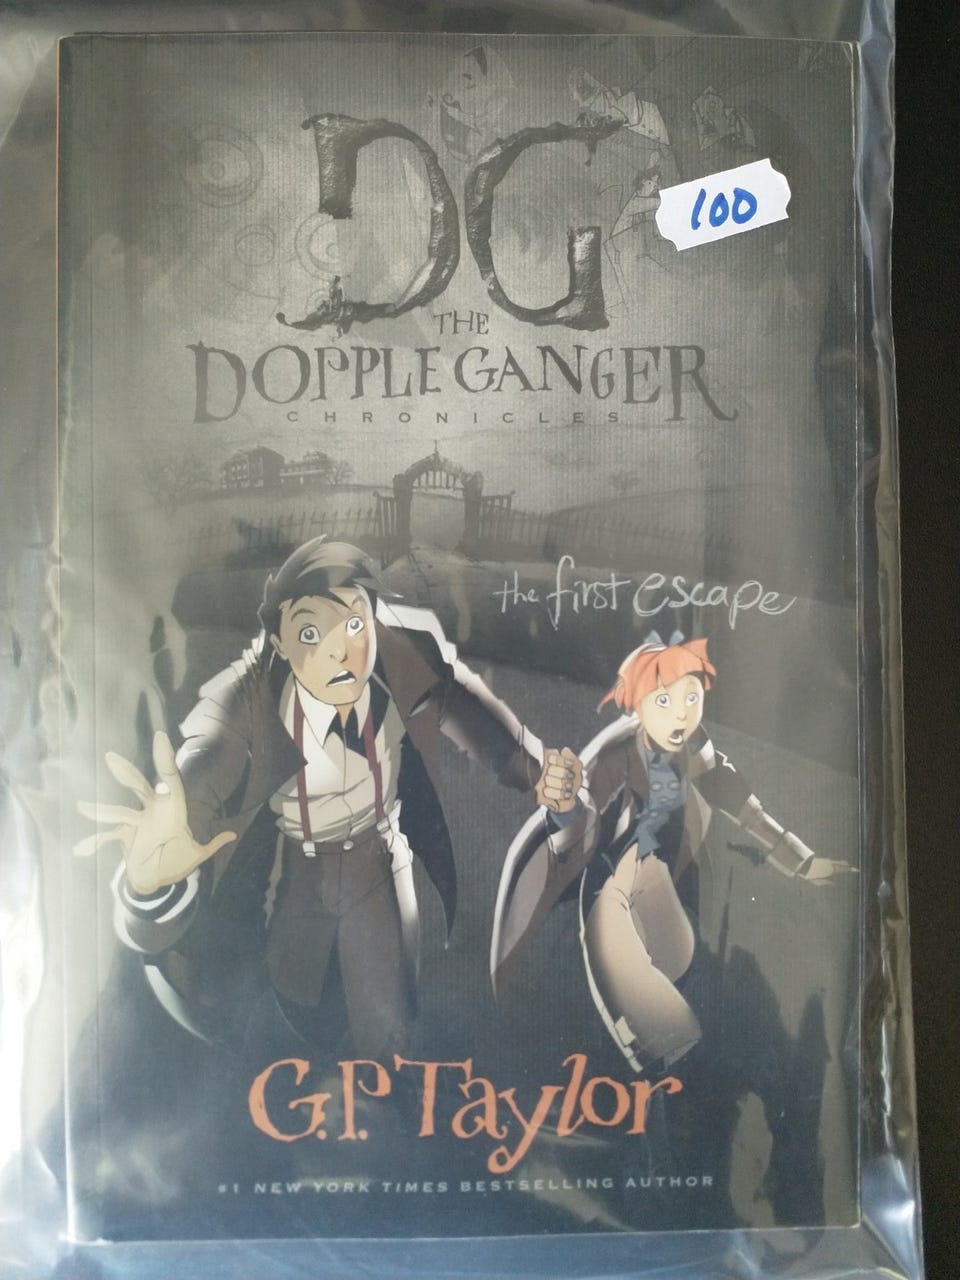 DG
100
THE
DOPPLEGANGER
CHRONICLES
the first escape
G.P. Taylor
#1 NEW YORK TIMES BESTSELLING AUTHOR